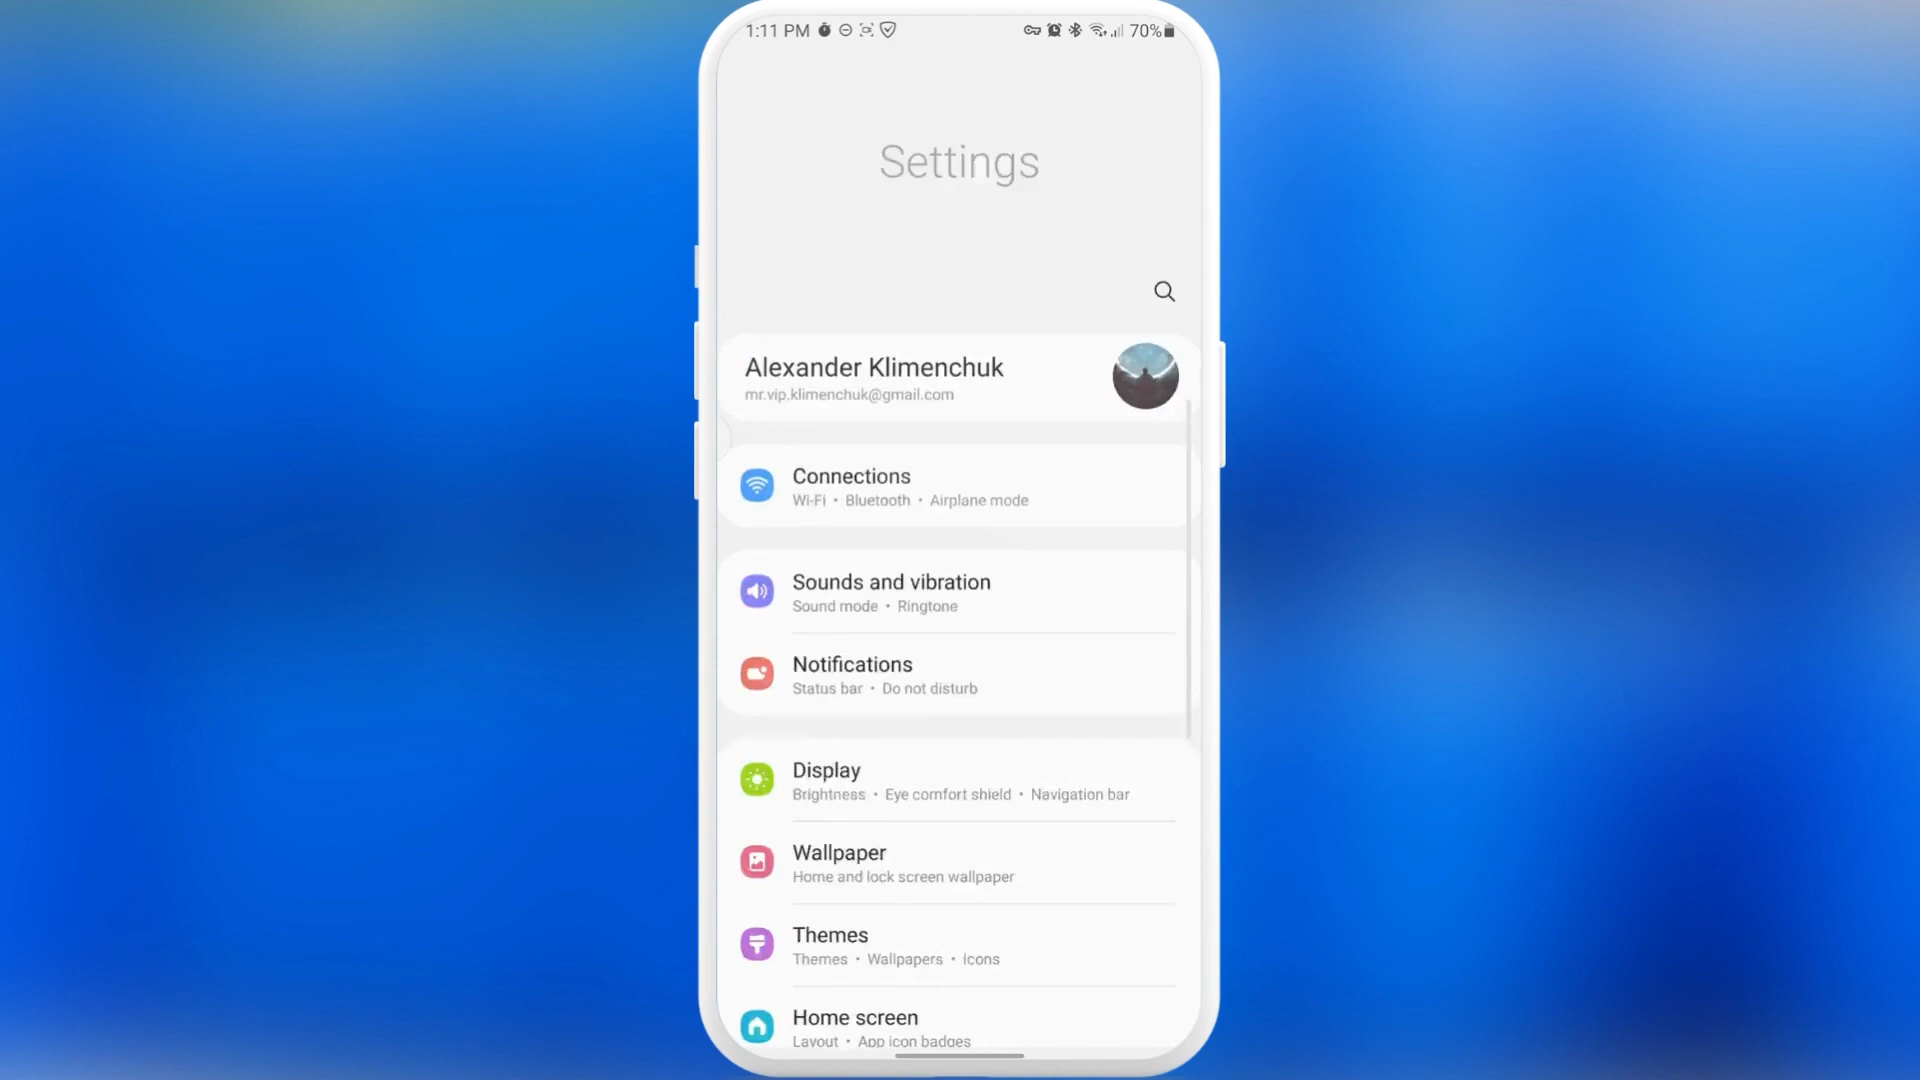 1:11 PM 70%
Settings
Alexander Klimenchuk
mr.vip.klimenchuk@gmail.com
Connections
Wi-Fi • Bluetooth • Airplane mode
Sounds and vibration
Sound mode • Ringtone
Notifications
Status bar • Do not disturb
Display
Brightness • Eye comfort shield • Navigation bar
Wallpaper
Home and lock screen wallpaper
Themes
Themes • Wallpapers • Icons
Home screen
Layout • App icon badges